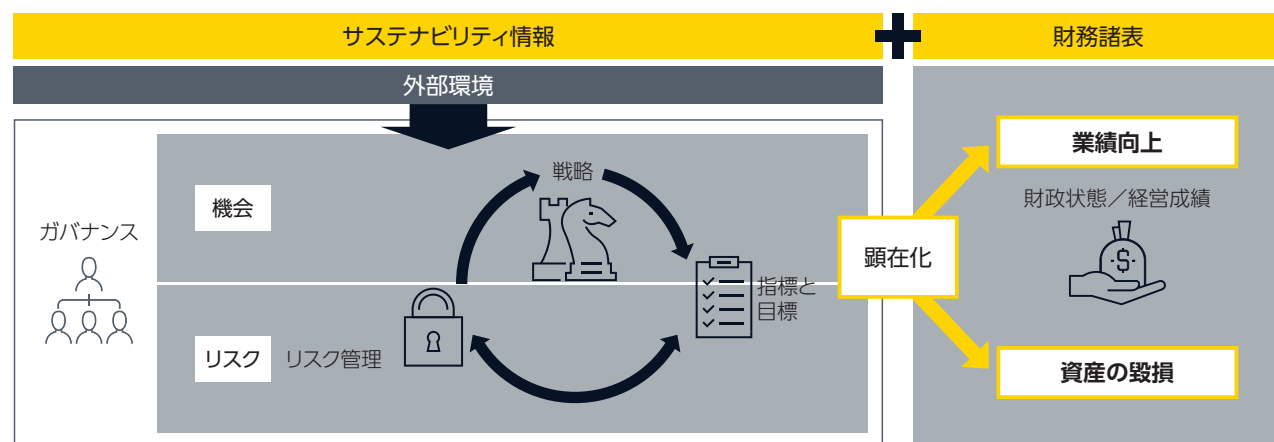 サステナビリティ情報
財務諸表
外部環境
ガバナンス
機会
戦略
リスク
リスク管理
指標と
目標
顕在化
業績向上
財政状態／経営成績
$
資産の毀損